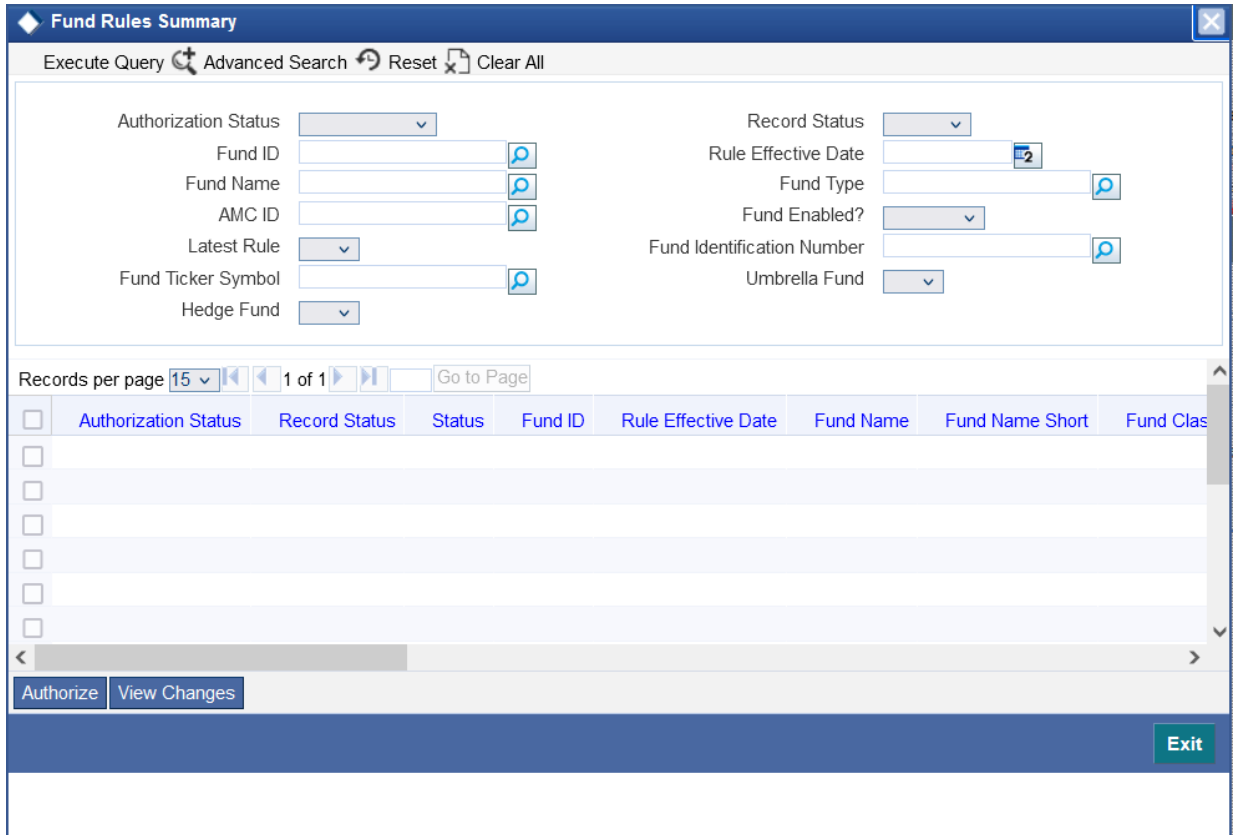 Fund Rules Summary
Execute Query Advanced Search Reset Clear All
Authorization Status Record Status
Fund ID Rule Effective Date
Fund Name Fund Type
AMC ID Fund Enabled?
Latest Rule Fund Identification Number
Fund Ticker Symbol Umbrella Fund
Hedge Fund
Records per page 15 1 of 1 Go to Page
Authorization Status Record Status Status Fund ID Rule Effective Date Fund Name Fund Name Short Fund Clas
Authorize View Changes
Exit